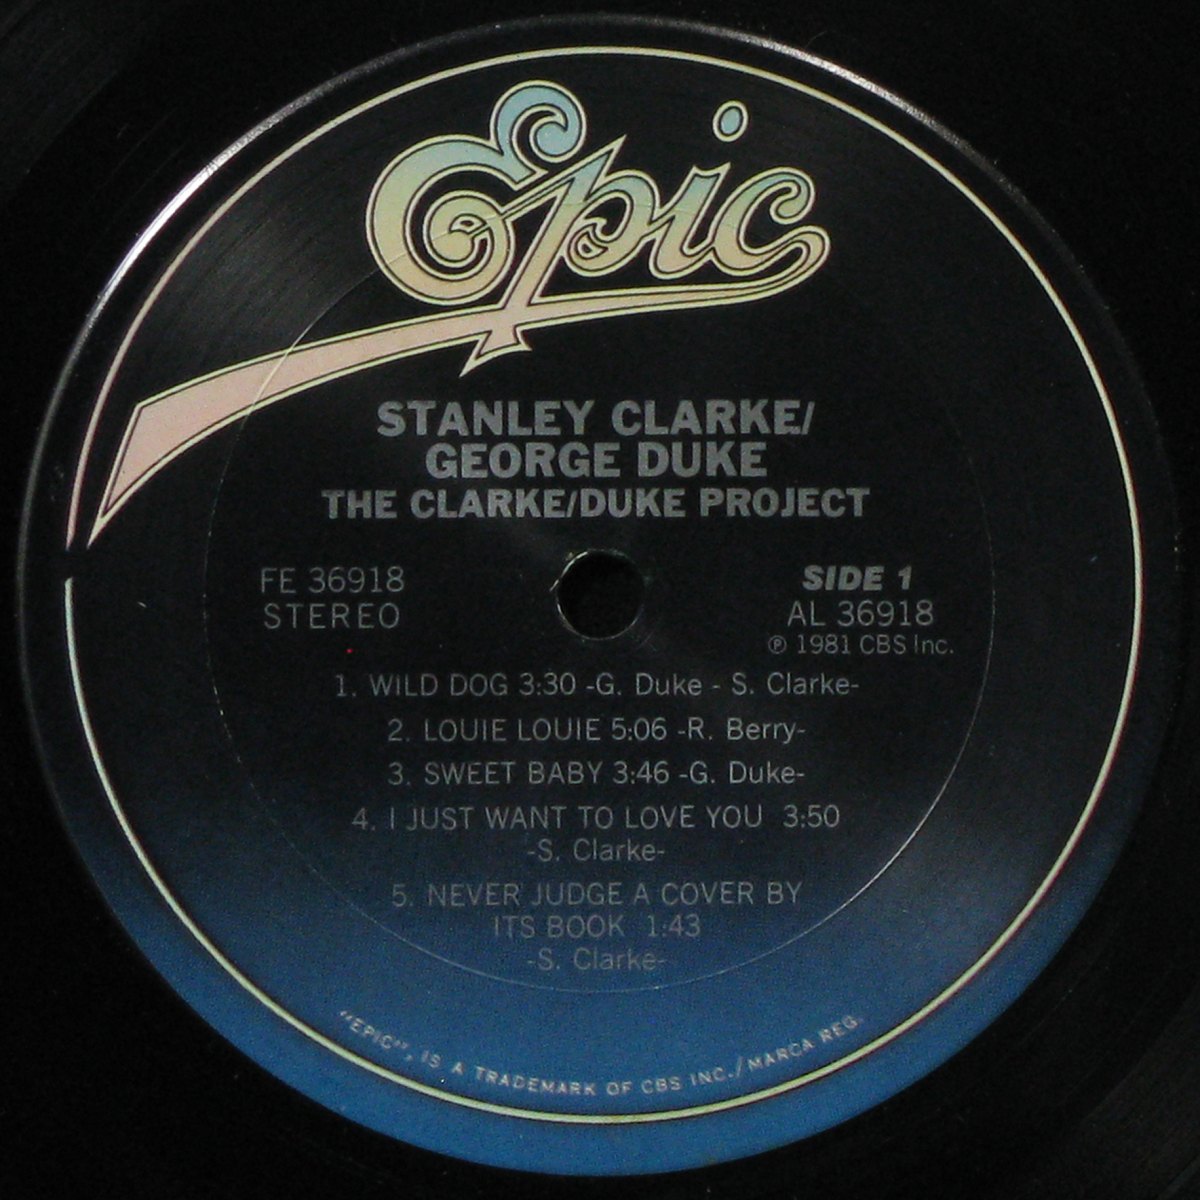 Epic
STANLEY CLARKE/
GEORGE DUKE
THE CLARKE/DUKE PROJECT
FE 36918
STEREO
SIDE 1
AL 36918
℗ 1981 CBS Inc.
1. WILD DOG 3:30 -G. Duke - S. Clarke-
2. LOUIE LOUIE 5:06 -R. Berry-
3. SWEET BABY 3:46 -G. Duke-
4. I JUST WANT TO LOVE YOU 3:50
-S. Clarke-
5. NEVER JUDGE A COVER BY
ITS BOOK 1:43
-S. Clarke-
"EPIC", IS A TRADEMARK OF CBS INC./MARCA REG.